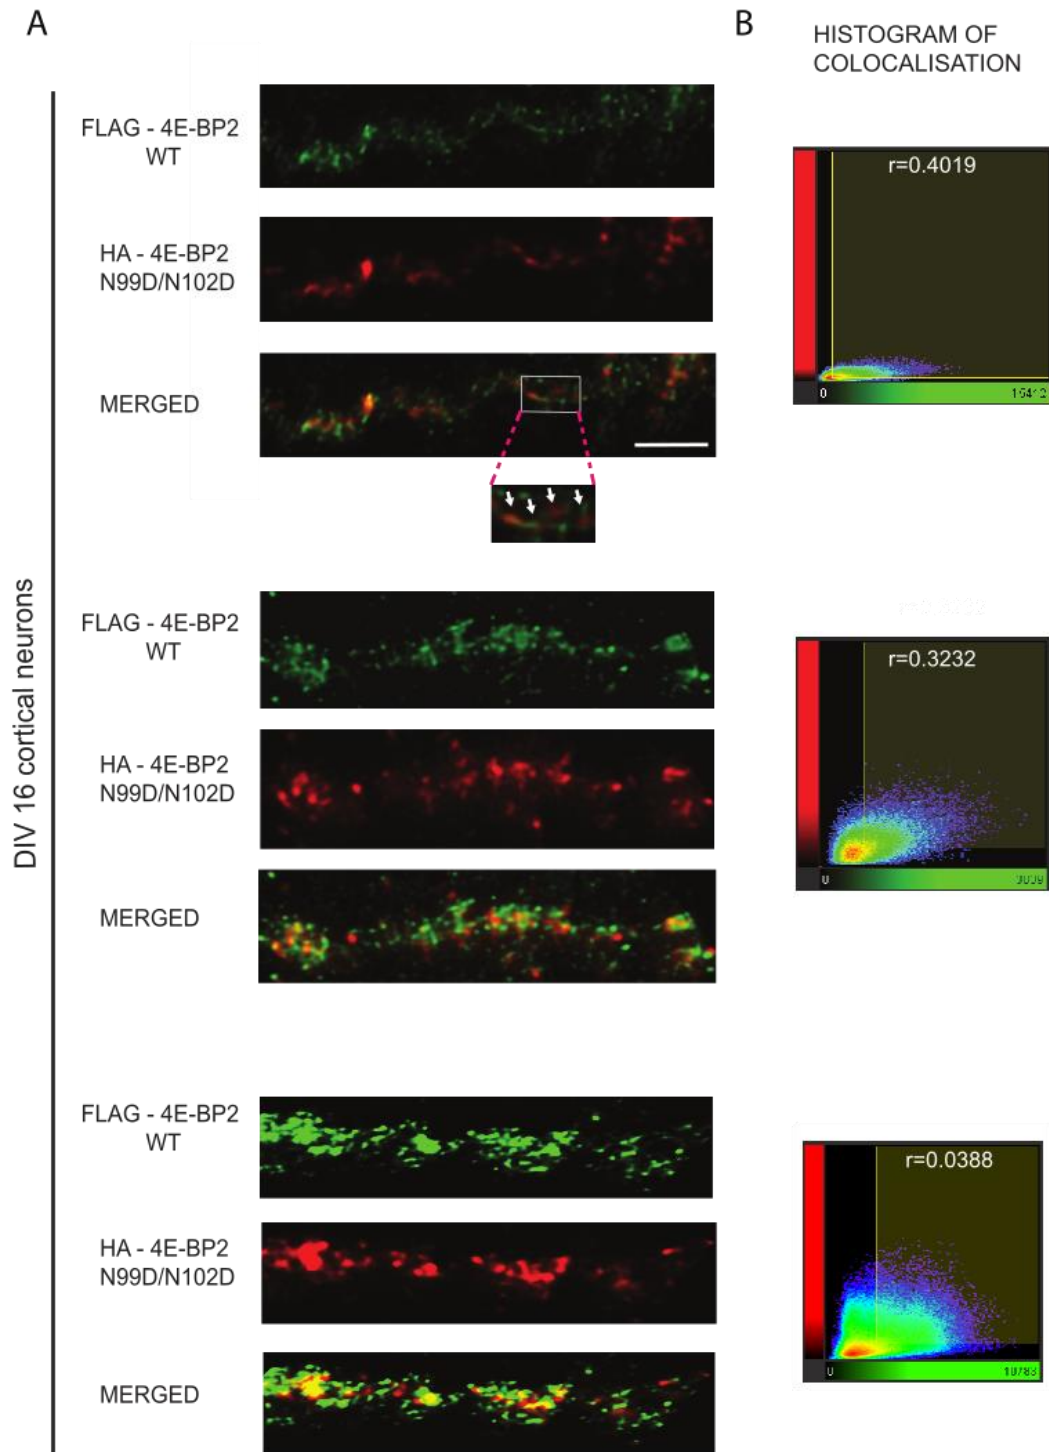 A
B
HISTOGRAM OF
COLOCALISATION
DIV 16 cortical neurons
FLAG - 4E-BP2
WT
HA - 4E-BP2
N99D/N102D
MERGED
r=0.4019
0
FLAG - 4E-BP2
WT
HA - 4E-BP2
N99D/N102D
MERGED
r=0.3232
0
FLAG - 4E-BP2
WT
HA - 4E-BP2
N99D/N102D
MERGED
r=0.0388
0